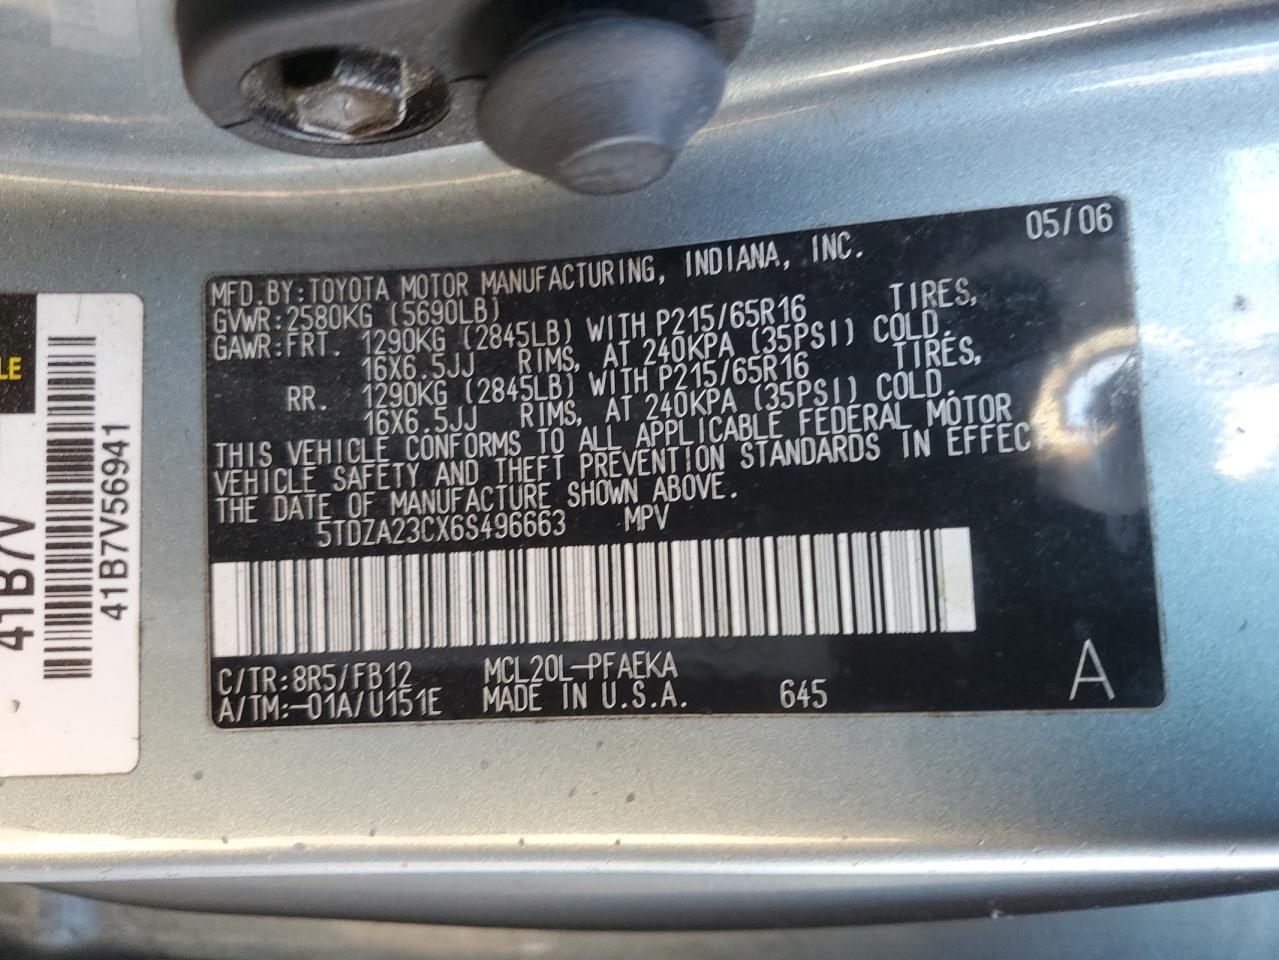 05/06
MFD.BY:TOYOTA MOTOR MANUFACTURING, INDIANA, INC.
GVWR:2580KG (5690LB)
GAWR:FRT. 1290KG (2845LB) WITH P215/65R16 TIRES,
16X6.5JJ RIMS, AT 240KPA (35PSI) COLD.
RR. 1290KG (2845LB) WITH P215/65R16 TIRES,
16X6.5JJ RIMS, AT 240KPA (35PSI) COLD.
THIS VEHICLE CONFORMS TO ALL APPLICABLE FEDERAL MOTOR
VEHICLE SAFETY AND THEFT PREVENTION STANDARDS IN EFFECT
THE DATE OF MANUFACTURE SHOWN ABOVE.
5TDZA23CX6S496663 MPV
C/TR:8R5/FB12 MCL20L-PFAEKA
A/TM:-01A/U151E MADE IN U.S.A. 645 A
LE
41B7V
41B7V56941